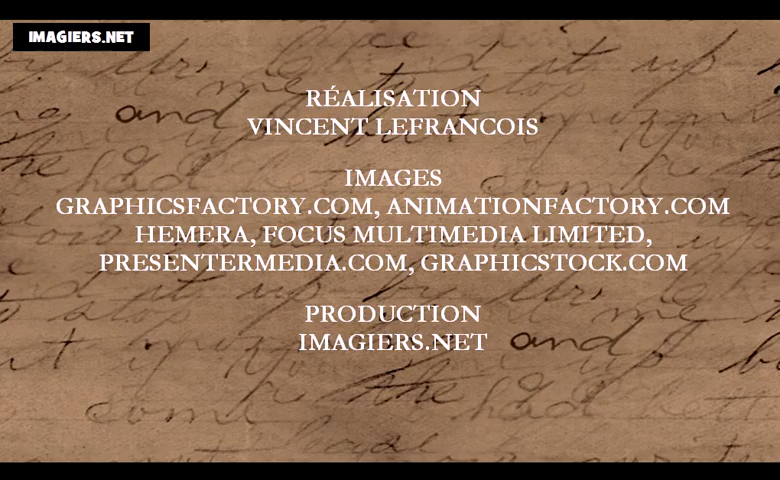 IMAGIERS.NET
RÉALISATION
VINCENT LEFRANCOIS
IMAGES
GRAPHICSFACTORY.COM, ANIMATIONFACTORY.COM
HEMERA, FOCUS MULTIMEDIA LIMITED,
PRESENTERMEDIA.COM, GRAPHICSTOCK.COM
PRODUCTION
IMAGIERS.NET